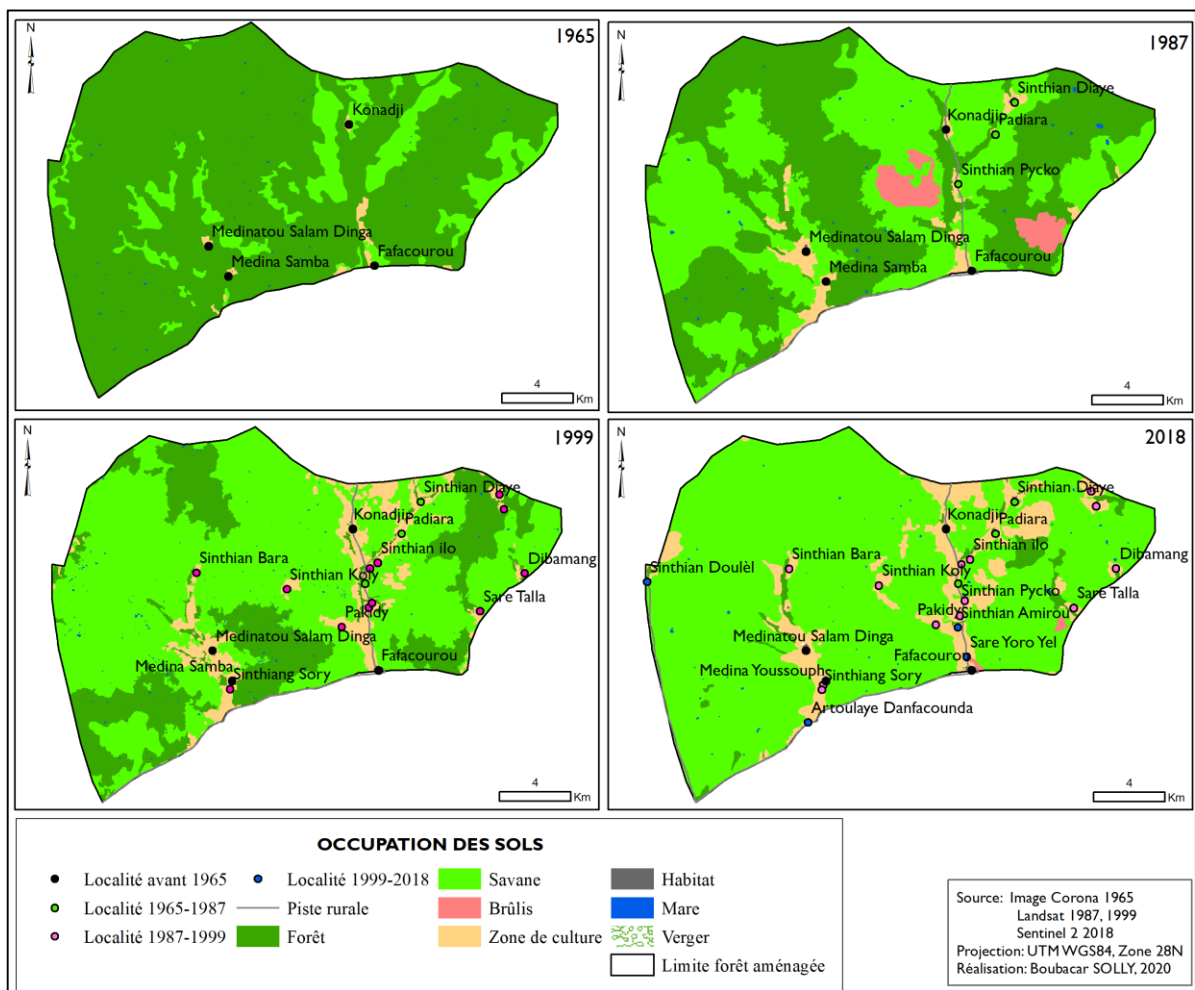 N
1965
Konadji
Medinatou Salam Dinga
Medina Samba
Fafacourou
4
Km
N
1987
Sinthian Diaye
Konadji
Padiara
Sinthian Pycko
Medinatou Salam Dinga
Medina Samba
Fafacourou
4
Km
N
1999
Sinthian Diaye
Konadji
Padiara
Sinthian ilo
Sinthian Bara
Sinthian Koly
Dibamang
Pakidy
Sare Talla
Medinatou Salam Dinga
Medina Samba
Fafacourou
Sinthiang Sory
4
Km
N
2018
Sinthian Diaye
Konadji
Padiara
Sinthian ilo
Sinthian Bara
Dibamang
Sinthian Doulèl
Sinthian Koly
Sinthian Pycko
Sare Talla
Pakidy
Sinthian Amirou
Medinatou Salam Dinga
Sare Yoro Yel
Fafacourou
Medina Youssouph
Sinthiang Sory
Artoulaye Danfacounda
4
Km
OCCUPATION DES SOLS
Localité avant 1965
Localité 1965-1987
Localité 1987-1999
Localité 1999-2018
Piste rurale
Forêt
Savane
Brûlis
Zone de culture
Habitat
Mare
Verger
Limite forêt aménagée
Source: Image Corona 1965
Landsat 1987, 1999
Sentinel 2 2018
Projection: UTM WGS84, Zone 28N
Réalisation: Boubacar SOLLY, 2020